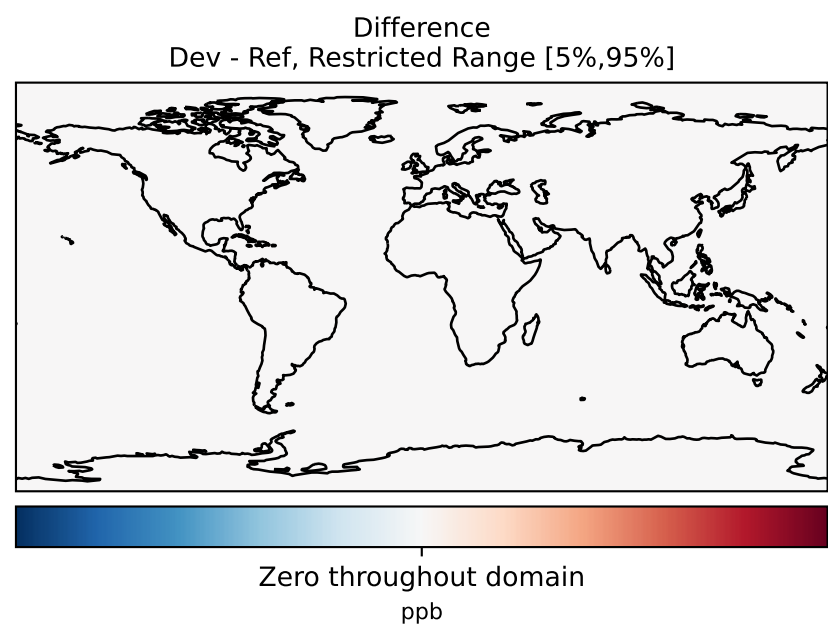 Difference
Dev - Ref, Restricted Range [5%,95%]
Zero throughout domain
ppb